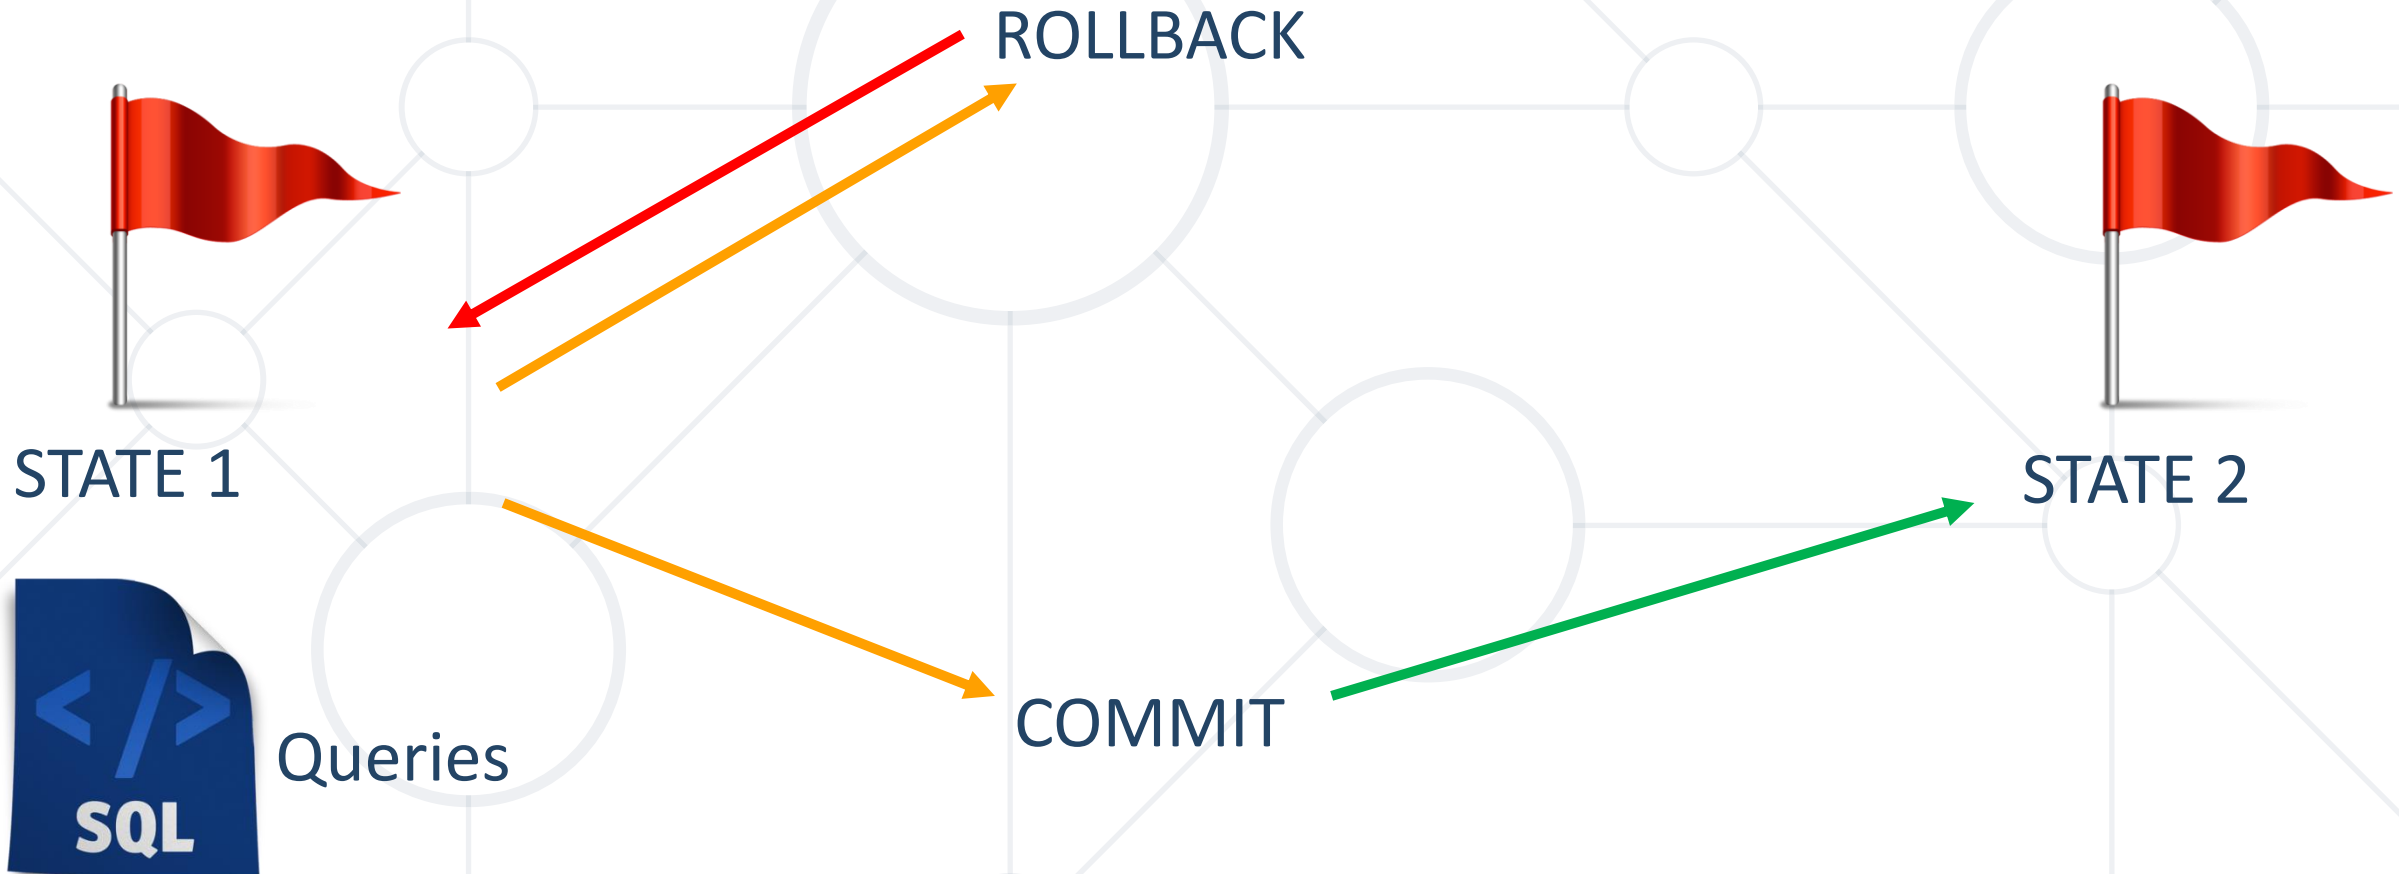 ROLLBACK
STATE 1
STATE 2
COMMIT
Queries
</>
SQL